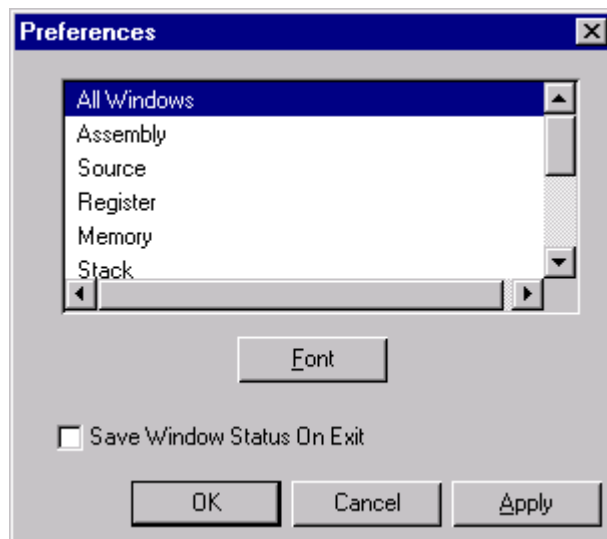 Preferences
All Windows
Assembly
Source
Register
Memory
Stack
Font
Save Window Status On Exit
OK Cancel Apply